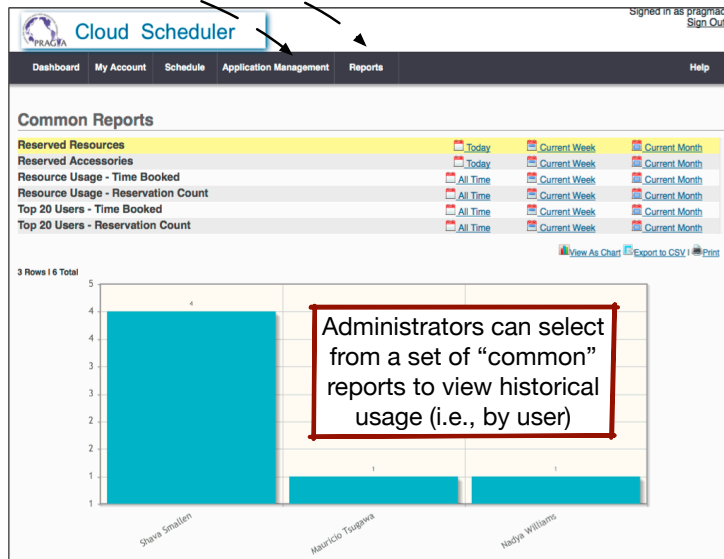 Signed in as pragmac
Sign Out
PRAGMA
Cloud Scheduler
Dashboard My Account Schedule Application Management Reports Help
Common Reports
Reserved Resources Today Current Week Current Month
Reserved Accessories Today Current Week Current Month
Resource Usage - Time Booked All Time Current Week Current Month
Resource Usage - Reservation Count All Time Current Week Current Month
Top 20 Users - Time Booked All Time Current Week Current Month
Top 20 Users - Reservation Count All Time Current Week Current Month
View As Chart Export to CSV | Print
3 Rows | 6 Total
5
4
4
3
3
2
2
1
1
4
1
1
Administrators can select
from a set of “common”
reports to view historical
usage (i.e., by user)
Shava Smallen
Mauricio Tsugawa
Nadya Williams